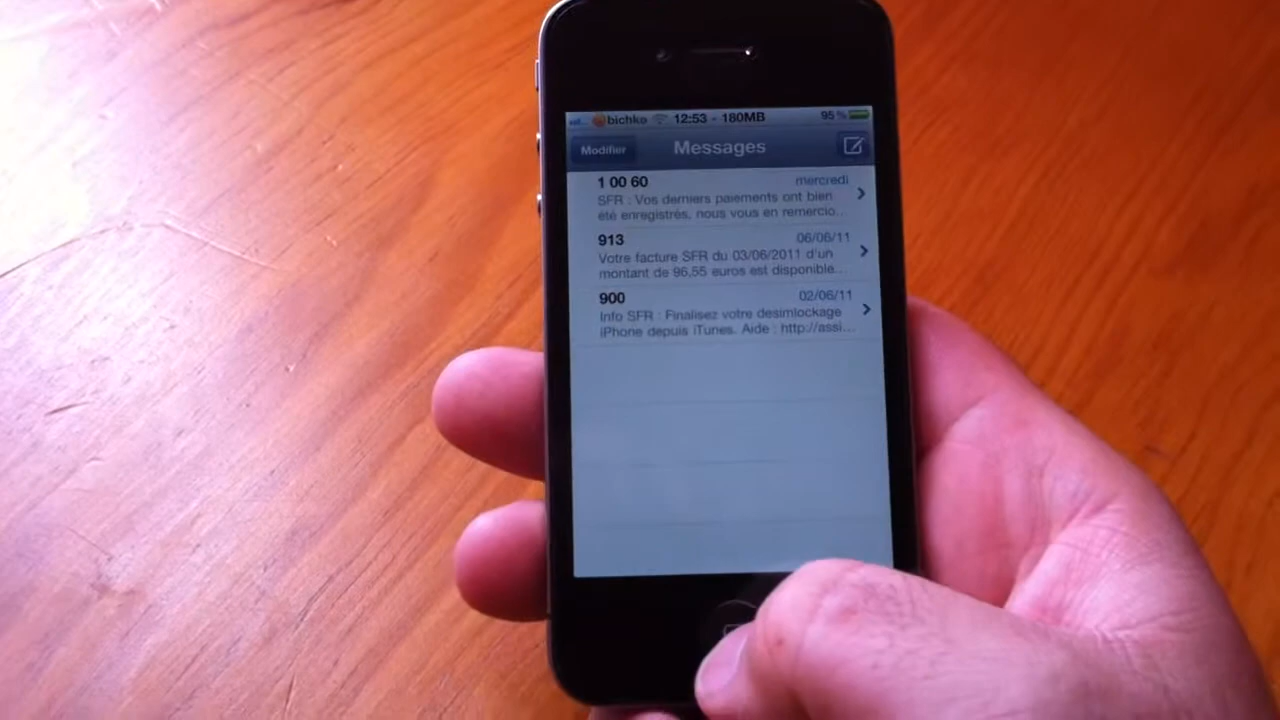 bichko 12:53 - 180MB 95 %
Modifier Messages
1 00 60 mercredi
SFR : Vos derniers paiements ont bien
été enregistrés, nous vous en remercio...
913 06/06/11
Votre facture SFR du 03/06/2011 d'un
montant de 96,55 euros est disponible...
900 02/06/11
Info SFR : Finalisez votre desimlockage
iPhone depuis iTunes. Aide : http://assi...